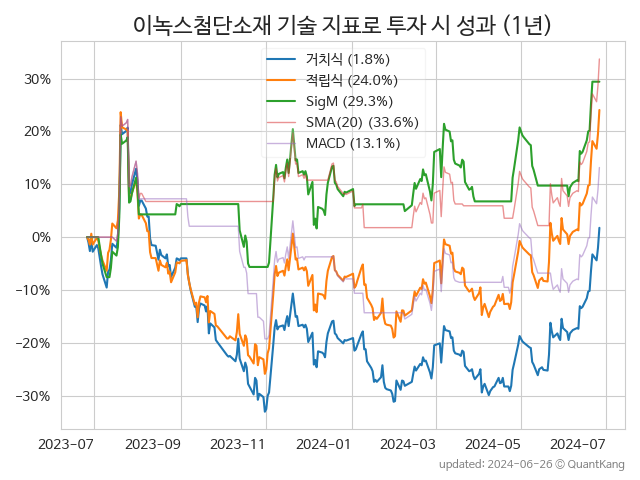 이녹스첨단소재 기술 지표로 투자 시 성과 (1년)
거치식 (1.8%)
적립식 (24.0%)
SigM (29.3%)
SMA(20) (33.6%)
MACD (13.1%)
30%
20%
10%
0%
−10%
−20%
−30%
2023-07 2023-09 2023-11 2024-01 2024-03 2024-05 2024-07
updated: 2024-06-26 ⓒ QuantKang